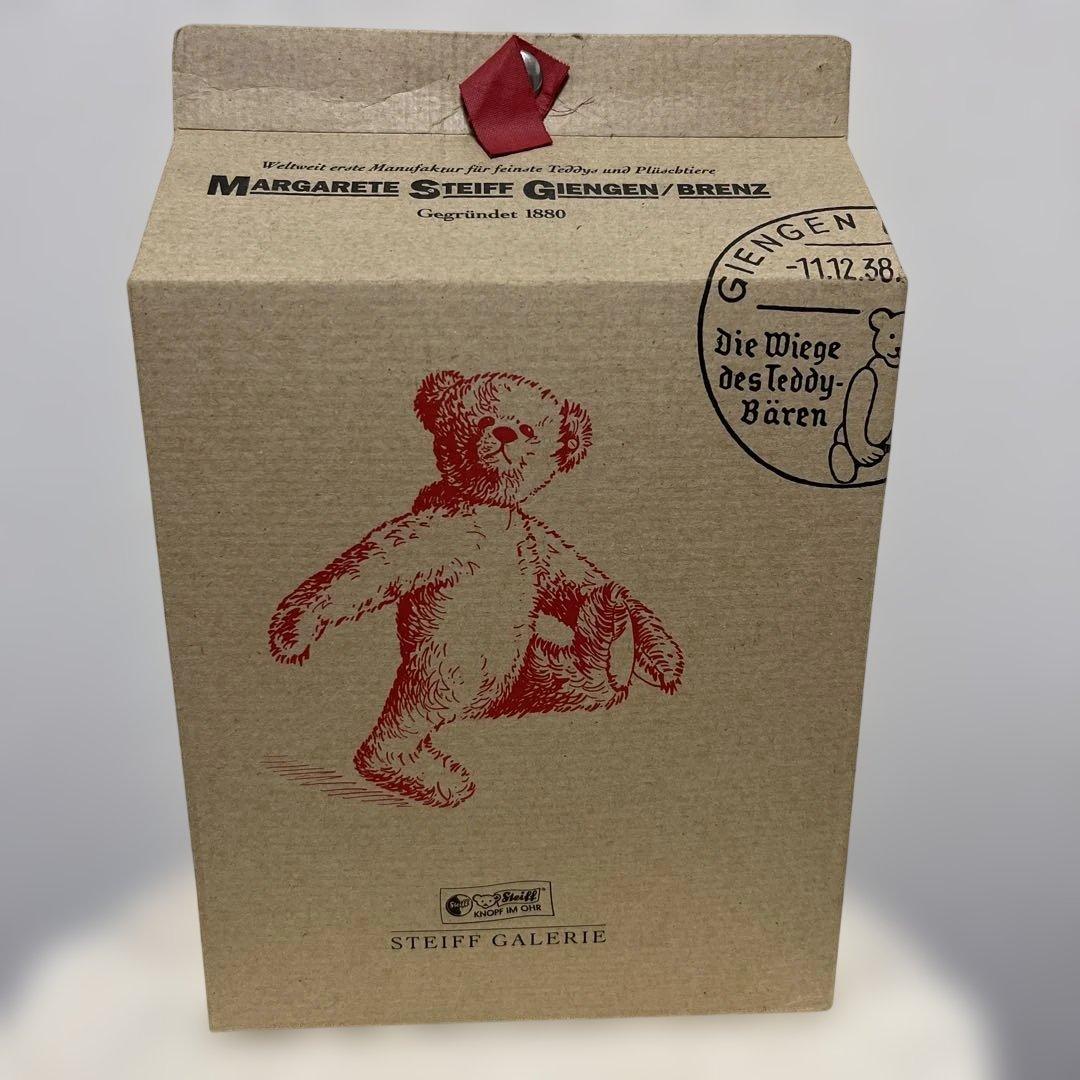 Weltweit erste Manufaktur für feinste Teddys und Plüschtiere
MARGARETE STEIFF GIENGEN/BRENZ
Gegründet 1880
GIENGEN
-11.12.38.
Die Wiege
des Teddy-
Bären
Steiff
Steiff
KNOPF IM OHR
STEIFF GALERIE